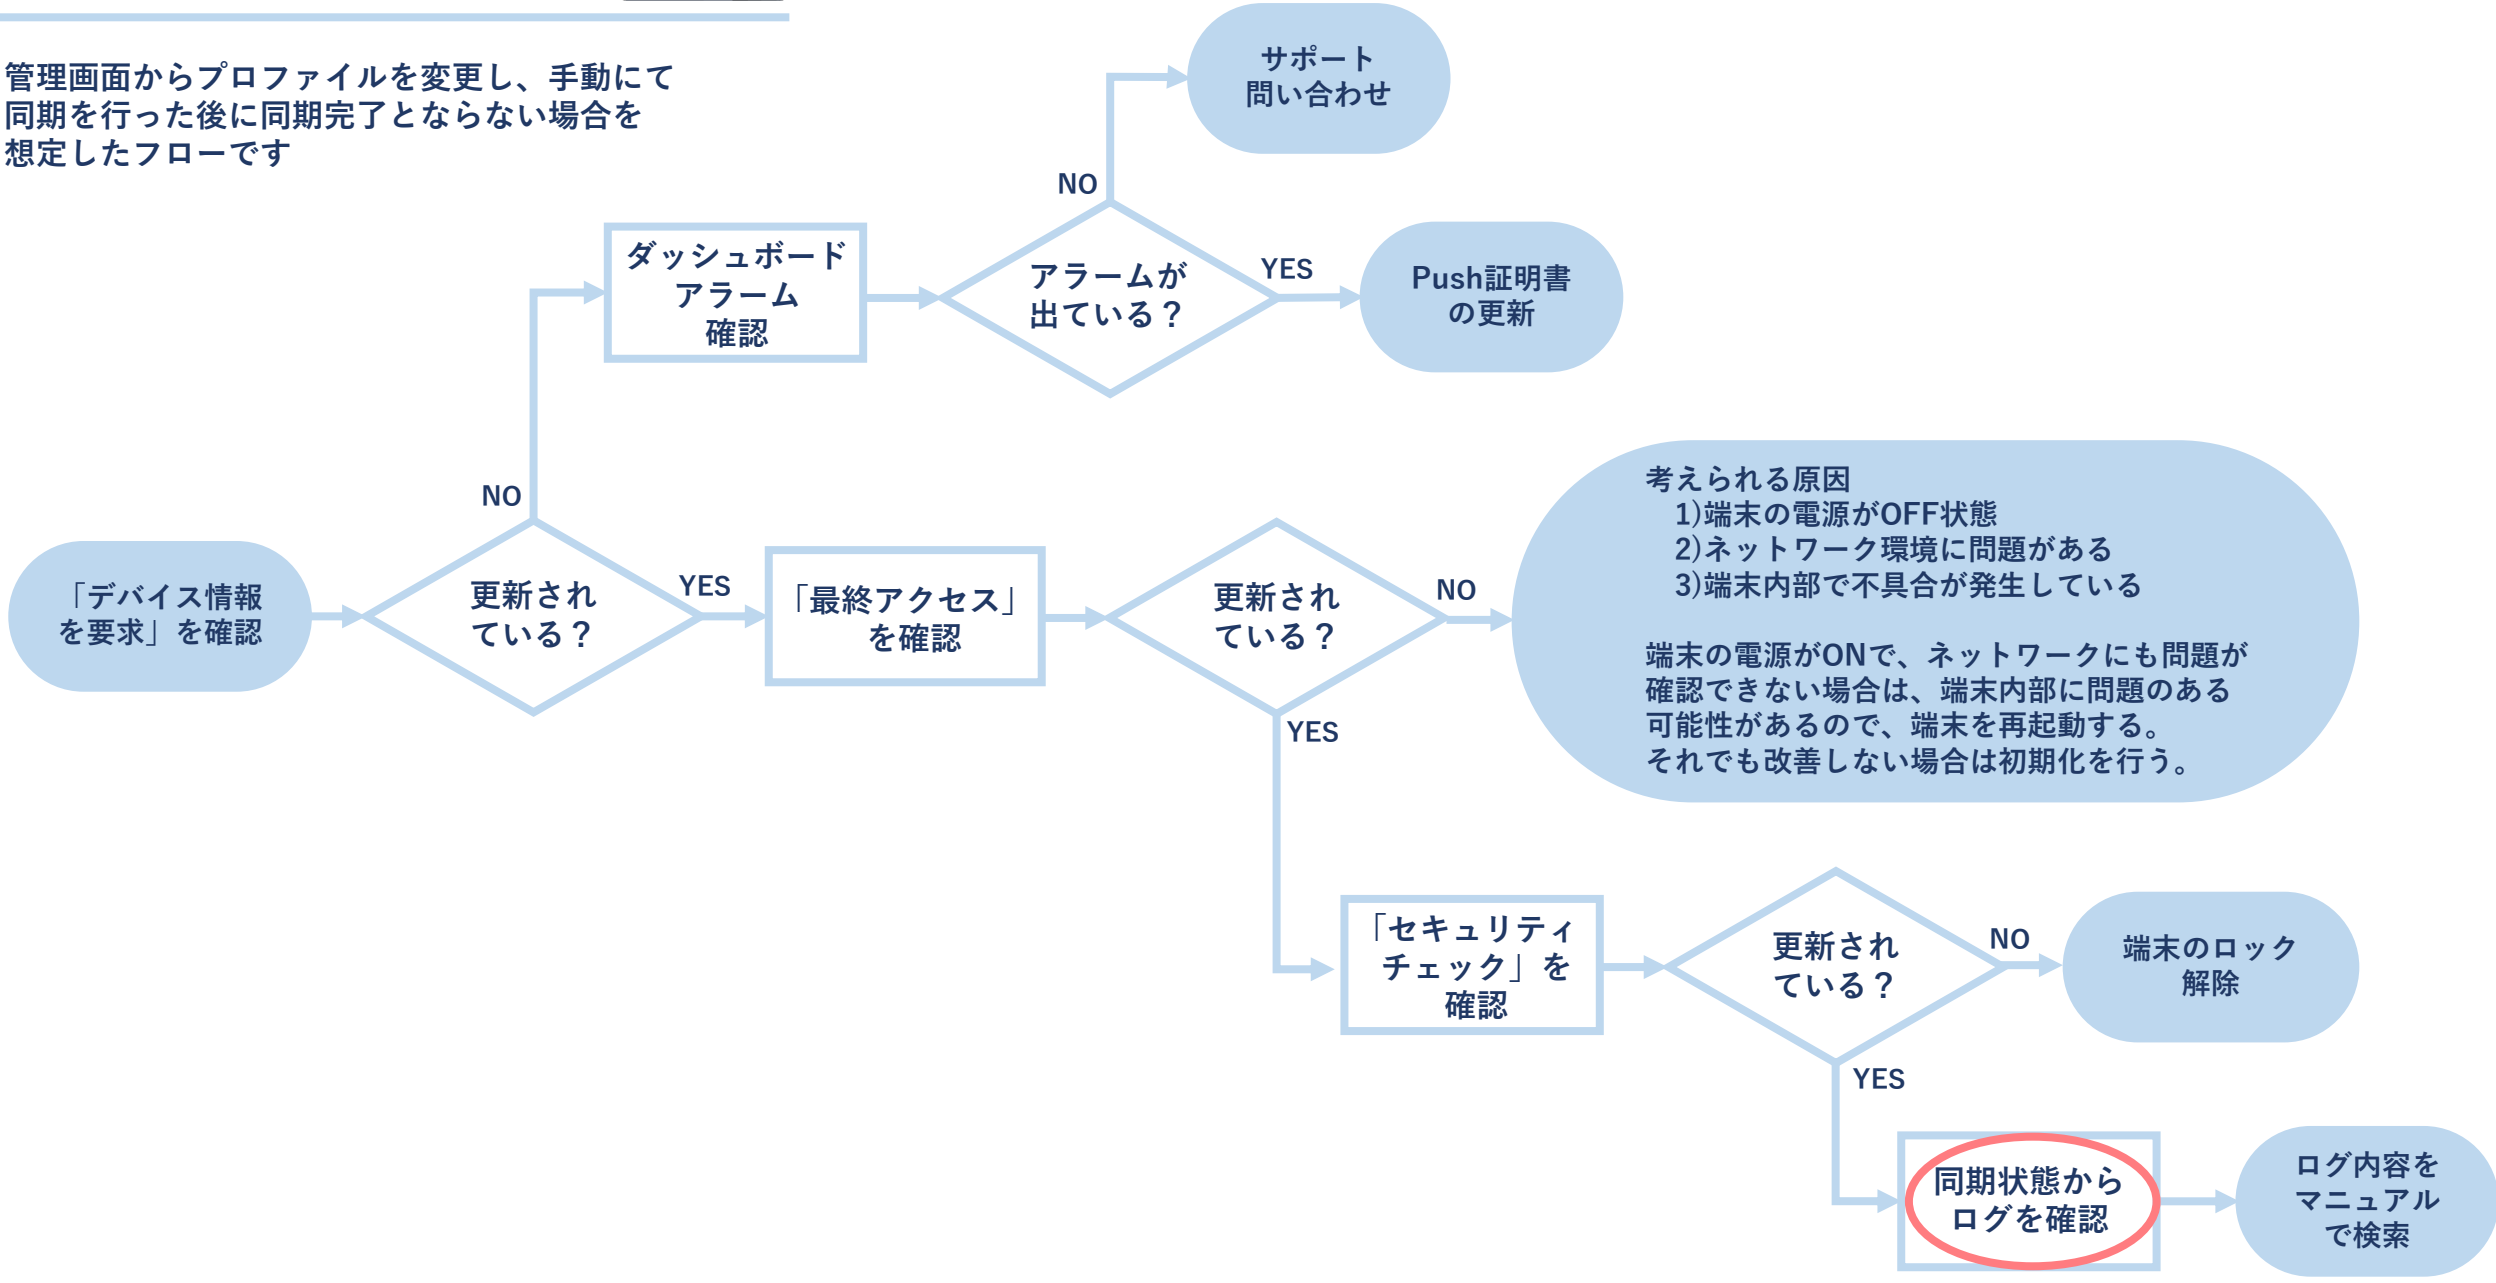 管理画面からプロファイルを変更し、手動にて
同期を行った後に同期完了とならない場合を
想定したフローです
サポート
問い合わせ
NO
ダッシュボード
アラーム
確認
アラームが
出ている？
YES
Push証明書
の更新
NO
「デバイス情報
を要求」を確認
更新され
ている？
YES
「最終アクセス」
を確認
更新され
ている？
NO
考えられる原因
1)端末の電源がOFF状態
2)ネットワーク環境に問題がある
3)端末内部で不具合が発生している
端末の電源がONで、ネットワークにも問題が
確認できない場合は、端末内部に問題のある
可能性があるので、端末を再起動する。
それでも改善しない場合は初期化を行う。
YES
「セキュリティ
チェック」を
確認
更新され
ている？
NO
端末のロック
解除
YES
同期状態から
ログを確認
ログ内容を
マニュアル
で検索